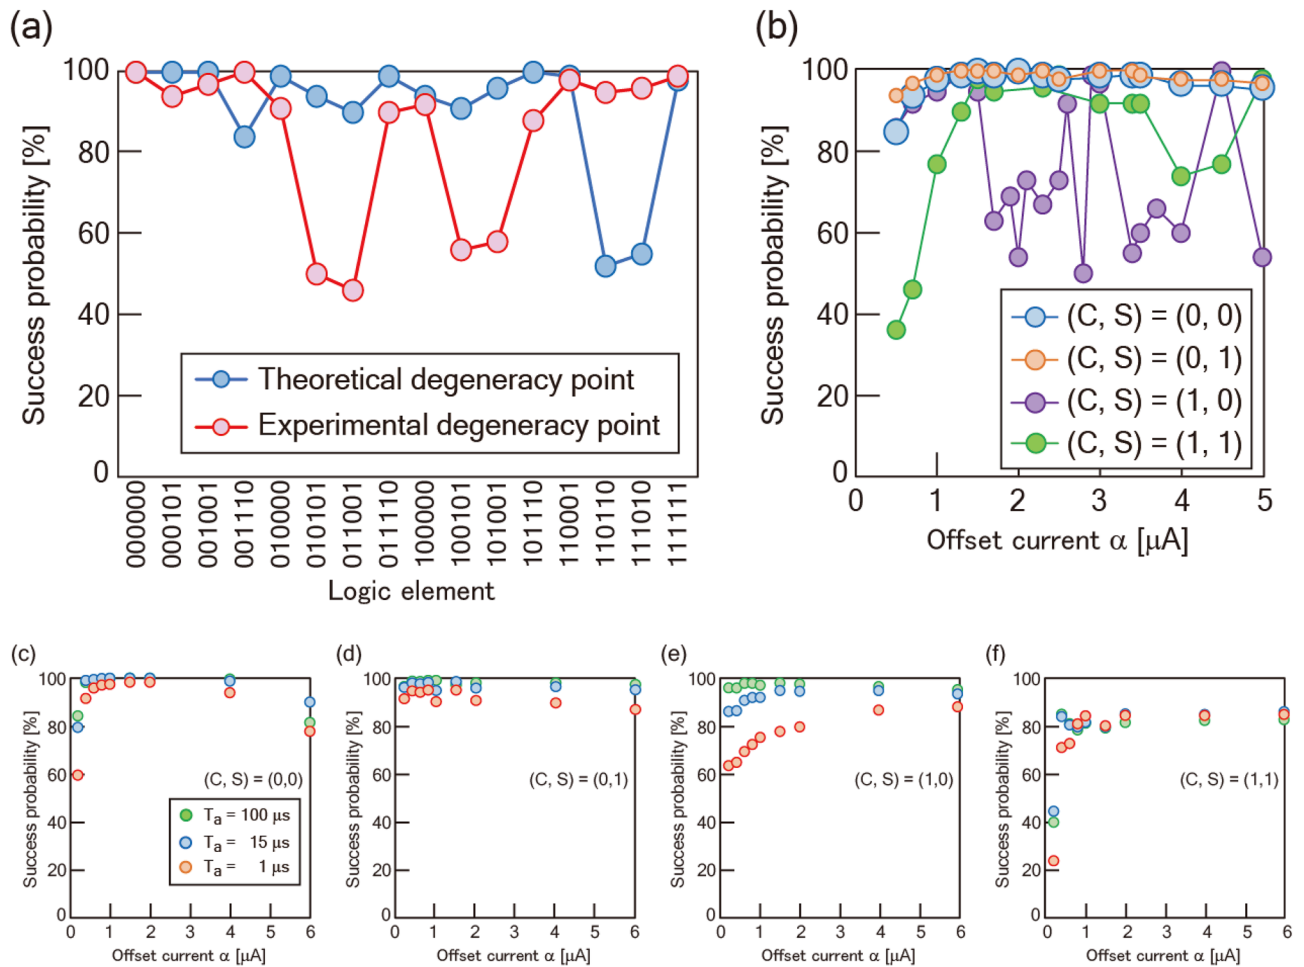 (a)
Success probability [%]
100
80
60
40
20
0
Theoretical degeneracy point
Experimental degeneracy point
000000
000101
001001
001110
010000
010101
011001
011110
100000
100101
101001
101110
110001
110110
111010
111111
Logic element
(b)
Success probability [%]
100
80
60
40
20
0
(C, S) = (0, 0)
(C, S) = (0, 1)
(C, S) = (1, 0)
(C, S) = (1, 1)
0 1 2 3 4 5
Offset current α [μA]
(c)
Success probability [%]
100
80
60
40
20
0
(C, S) = (0,0)
Ta = 100 μs
Ta = 15 μs
Ta = 1 μs
0 1 2 3 4 5 6
Offset current α [μA]
(d)
Success probability [%]
100
80
60
40
20
0
(C, S) = (0,1)
0 1 2 3 4 5 6
Offset current α [μA]
(e)
Success probability [%]
100
80
60
40
20
0
(C, S) = (1,0)
0 1 2 3 4 5 6
Offset current α [μA]
(f)
Success probability [%]
100
80
60
40
20
0
(C, S) = (1,1)
0 1 2 3 4 5 6
Offset current α [μA]